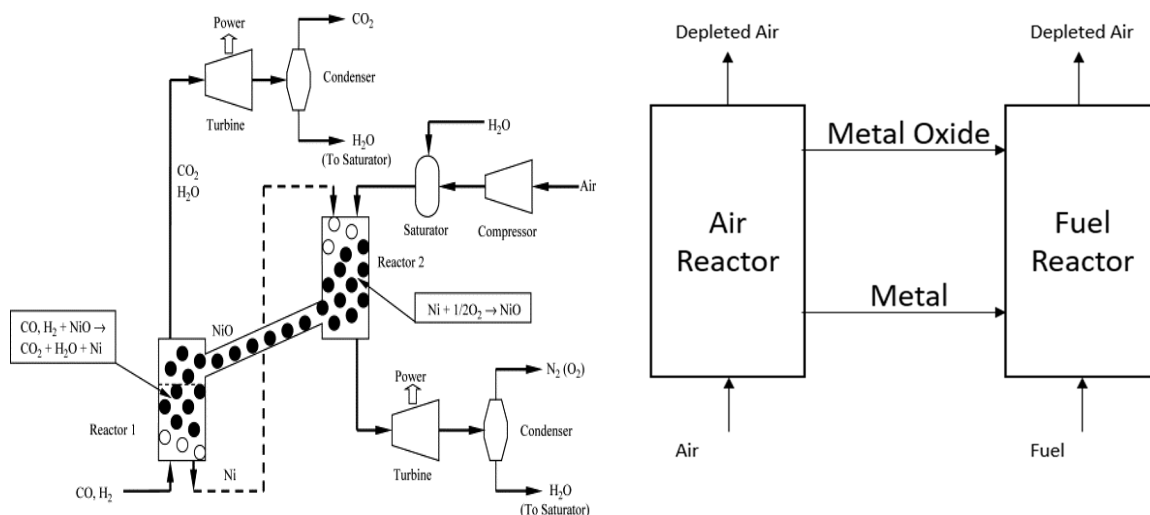 Power
CO2
Condenser
Turbine
H2O
(To Saturator)
CO2
H2O
H2O
Air
Saturator
Compressor
Reactor 2
Ni + 1/2O2 → NiO
NiO
CO, H2 + NiO →
CO2 + H2O + Ni
Reactor 1
Ni
CO, H2
Power
N2 (O2)
Condenser
Turbine
H2O
(To Saturator)
Depleted Air
Depleted Air
Metal Oxide
Air
Reactor
Fuel
Reactor
Metal
Air
Fuel